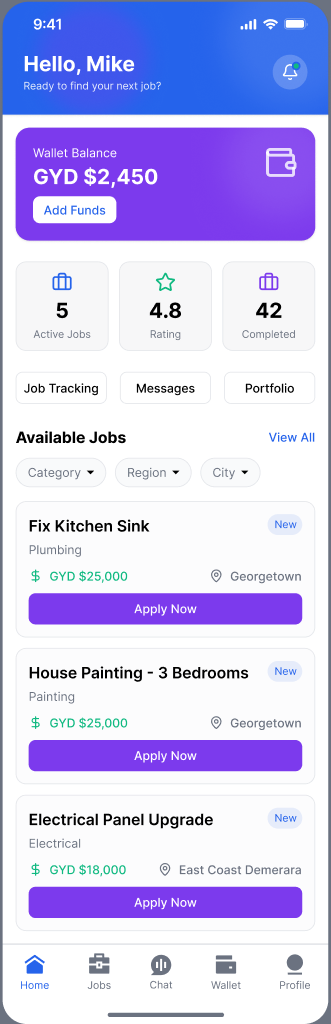 9:41
Hello, Mike
Ready to find your next job?
Wallet Balance
GYD $2,450
Add Funds
5
Active Jobs
4.8
Rating
42
Completed
Job Tracking
Messages
Portfolio
Available Jobs
View All
Category
Region
City
Fix Kitchen Sink
New
Plumbing
$ GYD $25,000
Georgetown
Apply Now
House Painting - 3 Bedrooms
New
Painting
$ GYD $25,000
Georgetown
Apply Now
Electrical Panel Upgrade
New
Electrical
$ GYD $18,000
East Coast Demerara
Apply Now
Home
Jobs
Chat
Wallet
Profile